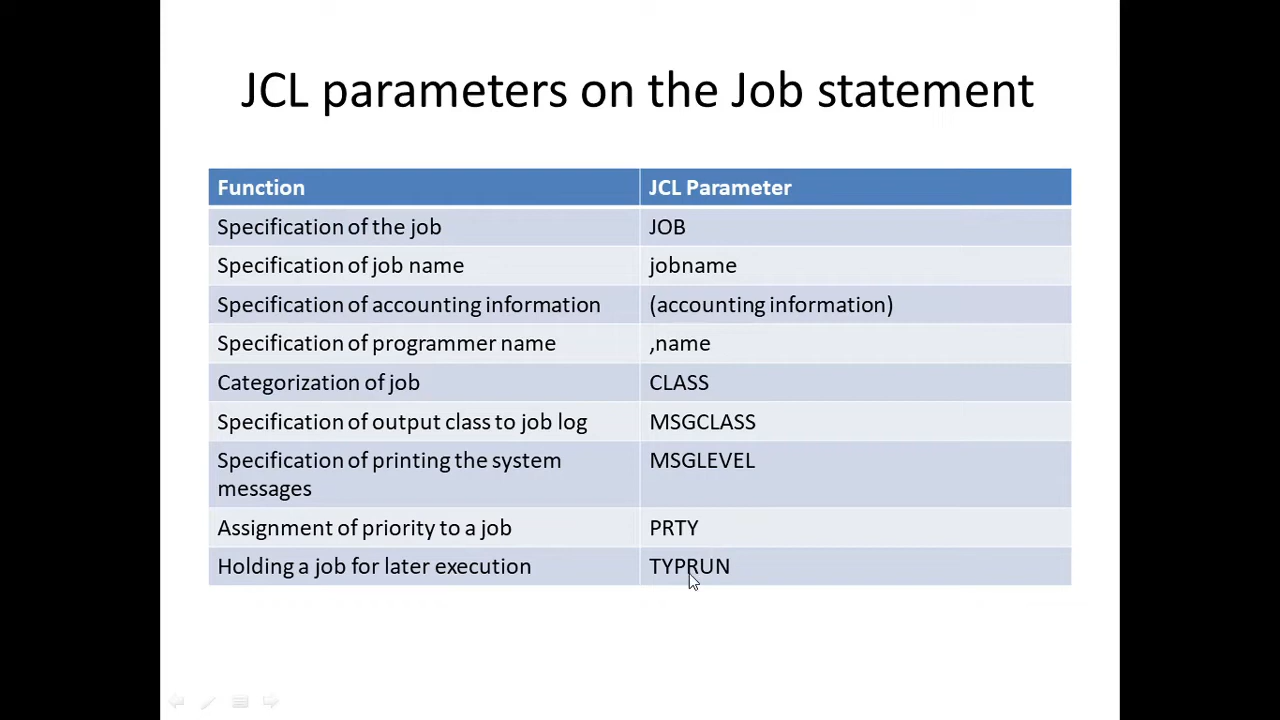 JCL parameters on the Job statement
Function JCL Parameter
Specification of the job JOB
Specification of job name jobname
Specification of accounting information (accounting information)
Specification of programmer name ,name
Categorization of job CLASS
Specification of output class to job log MSGCLASS
Specification of printing the system MSGLEVEL
messages
Assignment of priority to a job PRTY
Holding a job for later execution TYPRUN